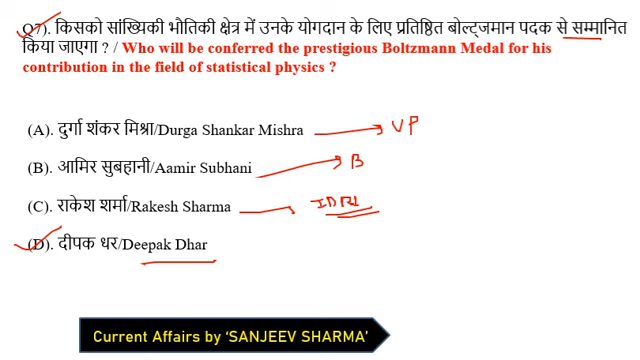 Q7). किसको सांख्यिकी भौतिकी क्षेत्र में उनके योगदान के लिए प्रतिष्ठित बोल्ट्जमान पदक से सम्मानित
किया जाएगा ? / Who will be conferred the prestigious Boltzmann Medal for his
contribution in the field of statistical physics ?
(A). दुर्गा शंकर मिश्रा/Durga Shankar Mishra UP
(B). आमिर सुबहानी/Aamir Subhani B
(C). राकेश शर्मा/Rakesh Sharma IDBI
(D). दीपक धर/Deepak Dhar
Current Affairs by ‘SANJEEV SHARMA’